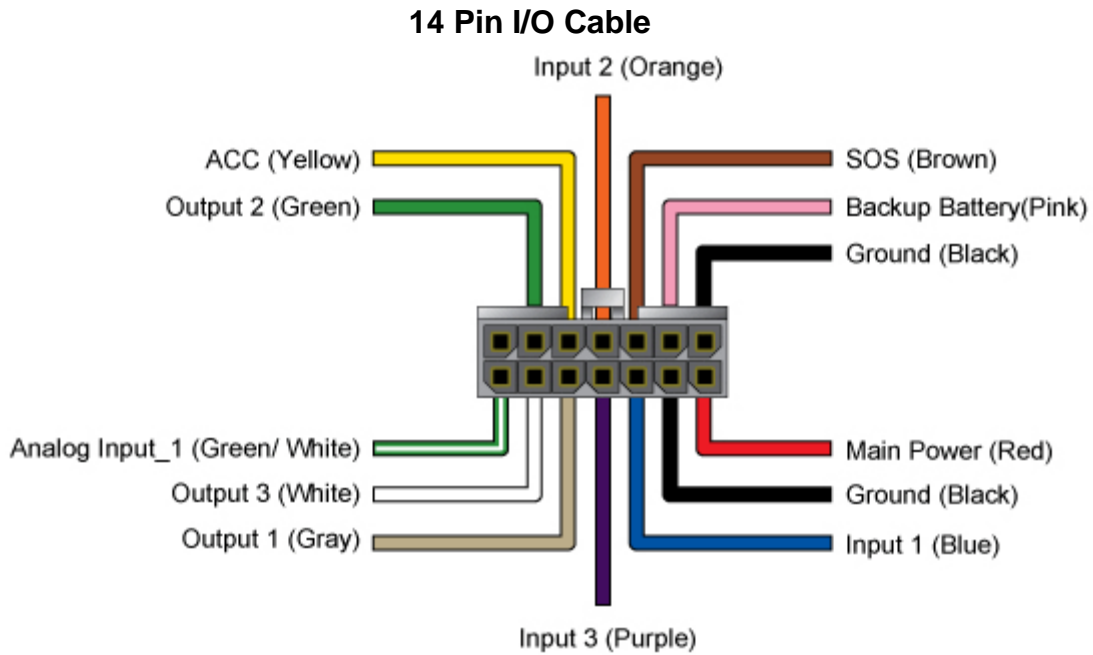 14 Pin I/O Cable
Input 2 (Orange)
ACC (Yellow)
SOS (Brown)
Output 2 (Green)
Backup Battery(Pink)
Ground (Black)
Analog Input_1 (Green/ White)
Main Power (Red)
Output 3 (White)
Ground (Black)
Output 1 (Gray)
Input 1 (Blue)
Input 3 (Purple)